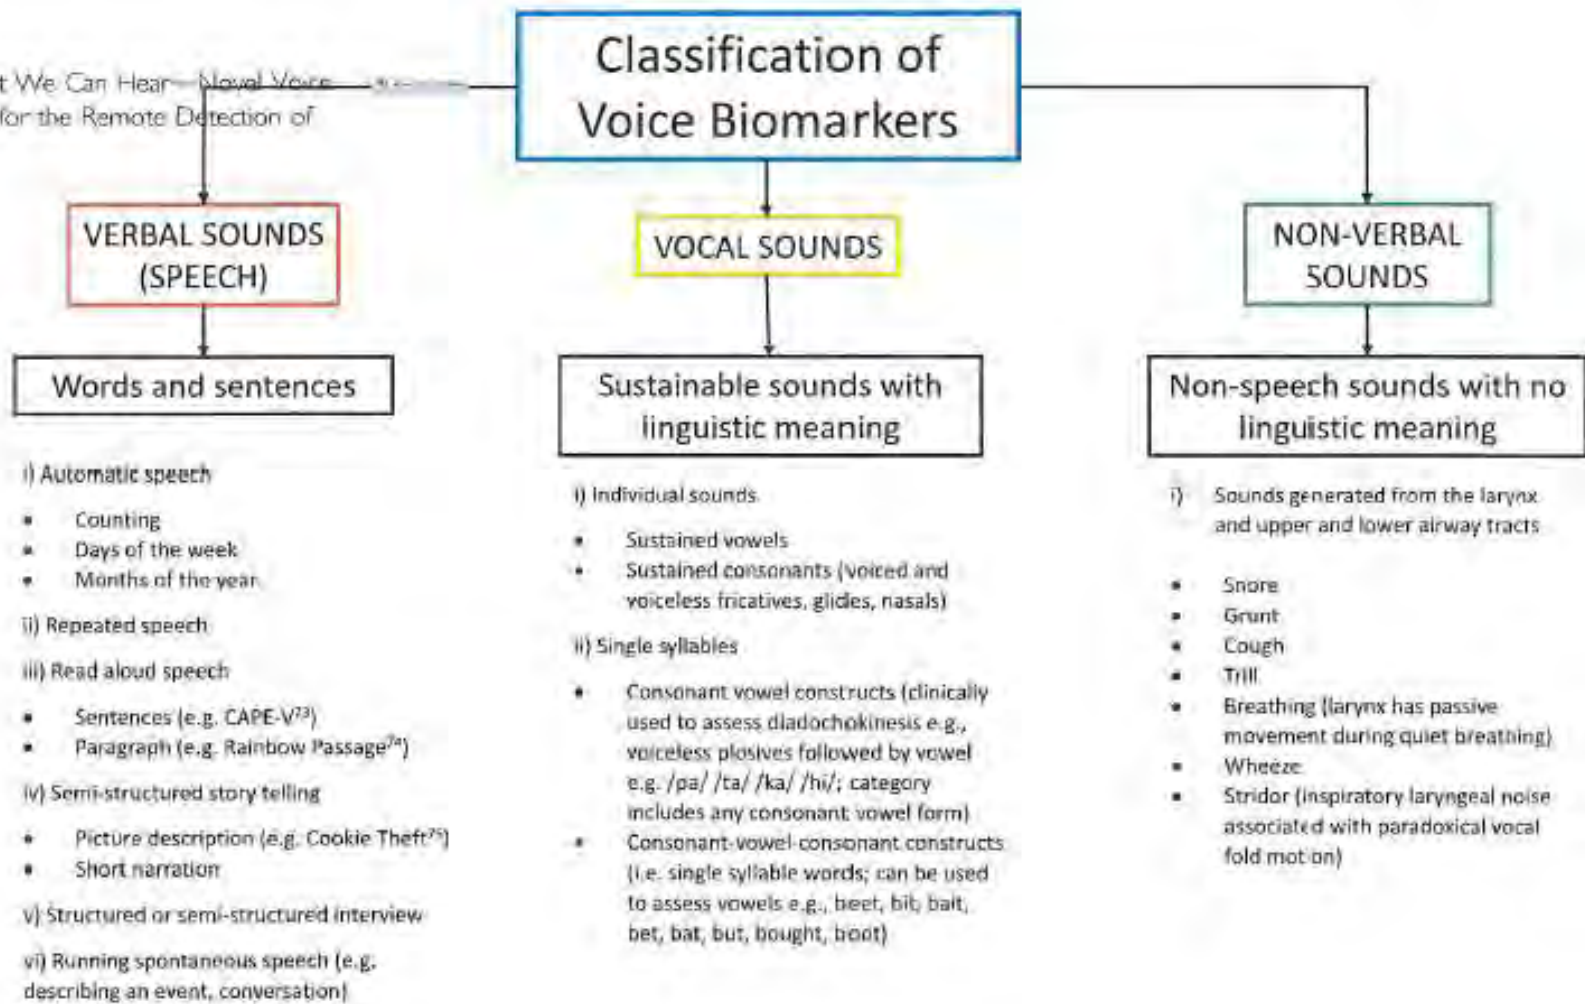 Classification of
Voice Biomarkers
t We Can Hear—Novel Voice
for the Remote Detection of
VERBAL SOUNDS
(SPEECH)
Words and sentences
i) Automatic speech
• Counting
• Days of the week
• Months of the year
ii) Repeated speech
iii) Read aloud speech
• Sentences (e.g. CAPE-V⁷³)
• Paragraph (e.g. Rainbow Passage⁷⁴)
iv) Semi-structured story telling
• Picture description (e.g. Cookie Theft⁷⁵)
• Short narration
v) Structured or semi-structured interview
vi) Running spontaneous speech (e.g.
describing an event, conversation)
VOCAL SOUNDS
Sustainable sounds with
linguistic meaning
i) Individual sounds
• Sustained vowels
• Sustained consonants (voiced and
voiceless fricatives, glides, nasals)
ii) Single syllables
• Consonant vowel constructs (clinically
used to assess diadochokinesis e.g.,
voiceless plosives followed by vowel
e.g. /pa/ /ta/ /ka/ /hi/; category
includes any consonant vowel form)
• Consonant-vowel-consonant constructs
(i.e. single syllable words; can be used
to assess vowels e.g., beet, bit, bait,
bet, bat, but, bought, boot)
NON-VERBAL
SOUNDS
Non-speech sounds with no
linguistic meaning
i) Sounds generated from the larynx
and upper and lower airway tracts
• Snore
• Grunt
• Cough
• Trill
• Breathing (larynx has passive
movement during quiet breathing)
• Wheeze
• Stridor (inspiratory laryngeal noise
associated with paradoxical vocal
fold motion)